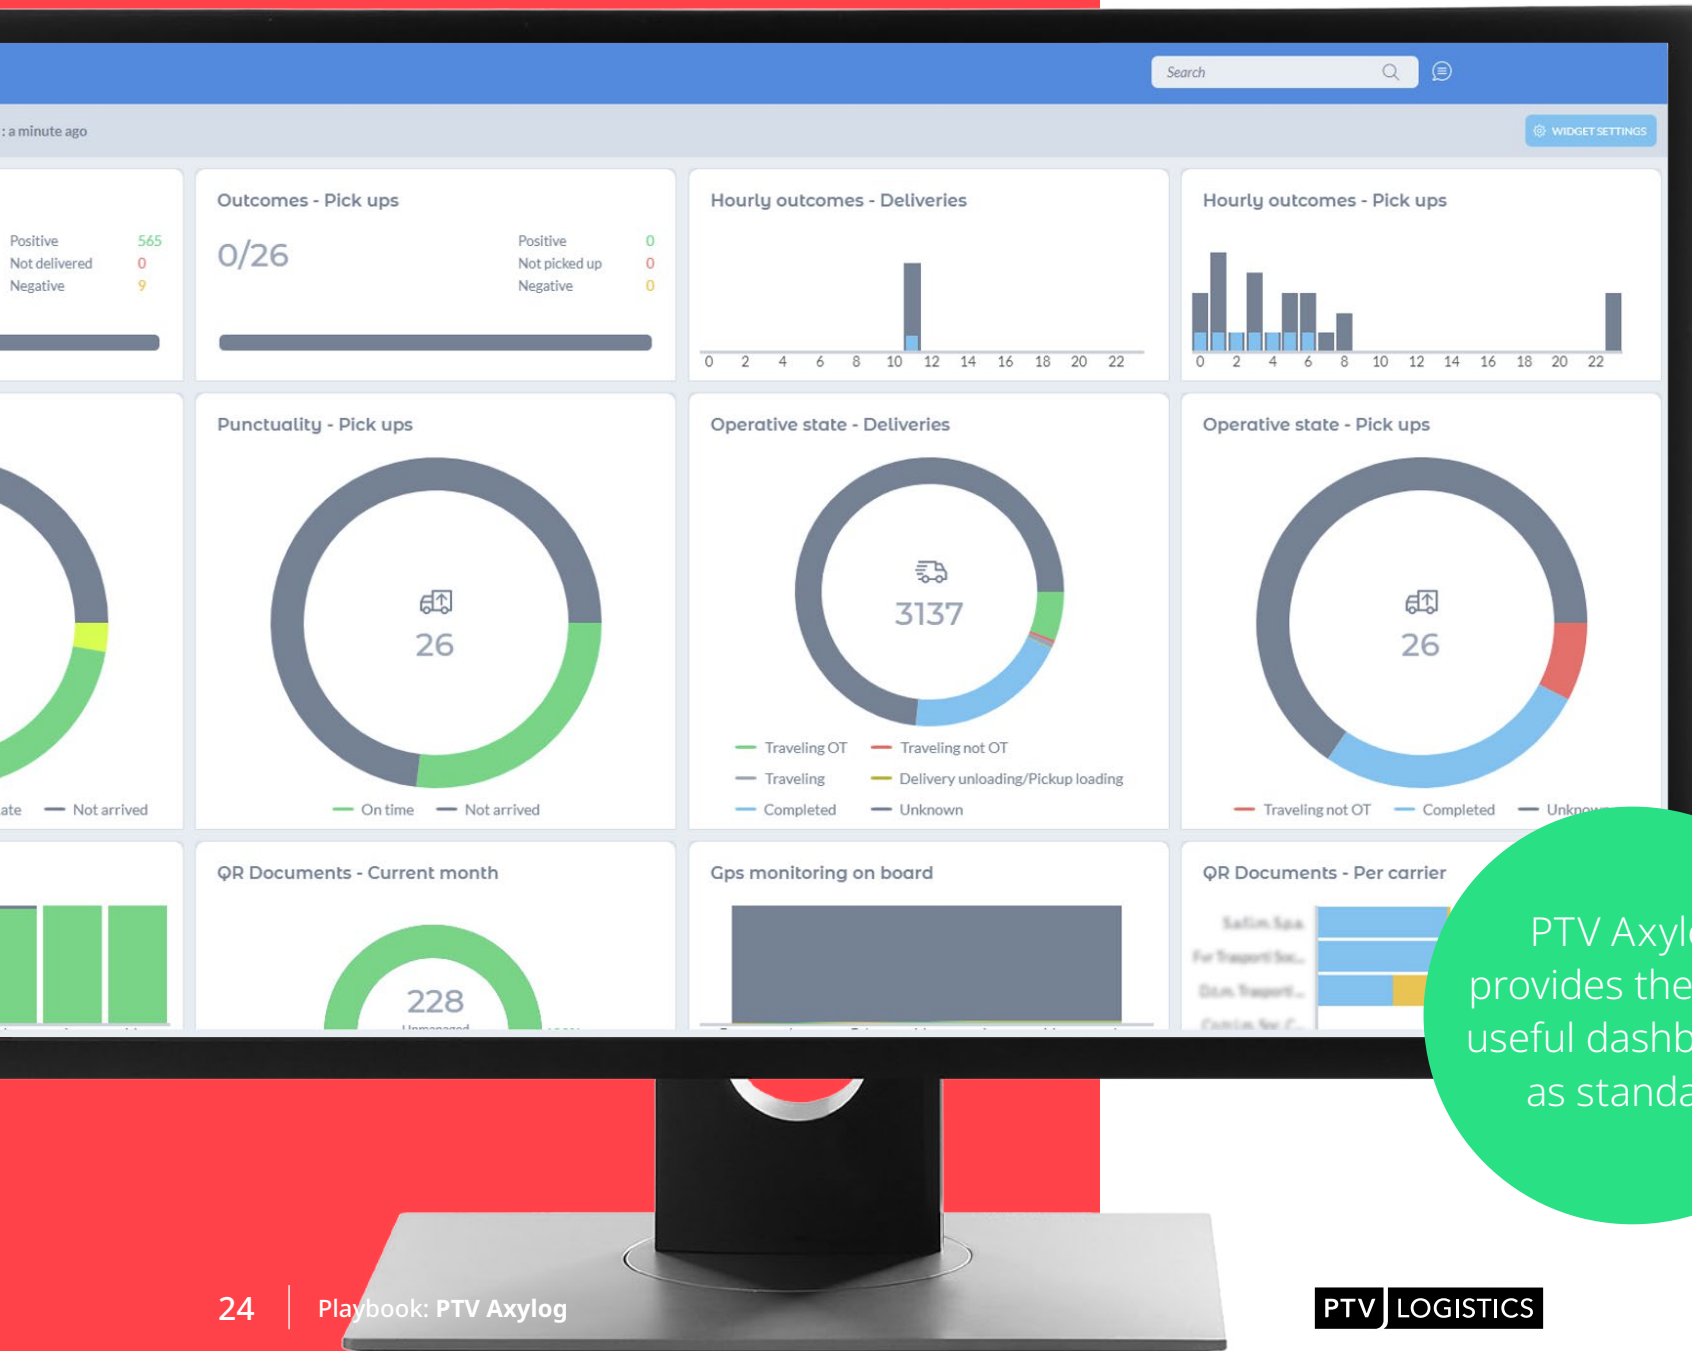 Search
: a minute ago
WIDGET SETTINGS
Positive 565
Not delivered 0
Negative 9
Outcomes - Pick ups
0/26
Positive 0
Not picked up 0
Negative 0
Hourly outcomes - Deliveries
0 2 4 6 8 10 12 14 16 18 20 22
Hourly outcomes - Pick ups
0 2 4 6 8 10 12 14 16 18 20 22
ate Not arrived
Punctuality - Pick ups
26
On time Not arrived
Operative state - Deliveries
3137
Traveling OT Traveling not OT
Traveling Delivery unloading/Pickup loading
Completed Unknown
Operative state - Pick ups
26
Traveling not OT Completed Unknow
QR Documents - Current month
228
Gps monitoring on board
QR Documents - Per carrier
PTV Axyl
provides the
useful dashb
as standa
24
Playbook: PTV Axylog
PTV LOGISTICS